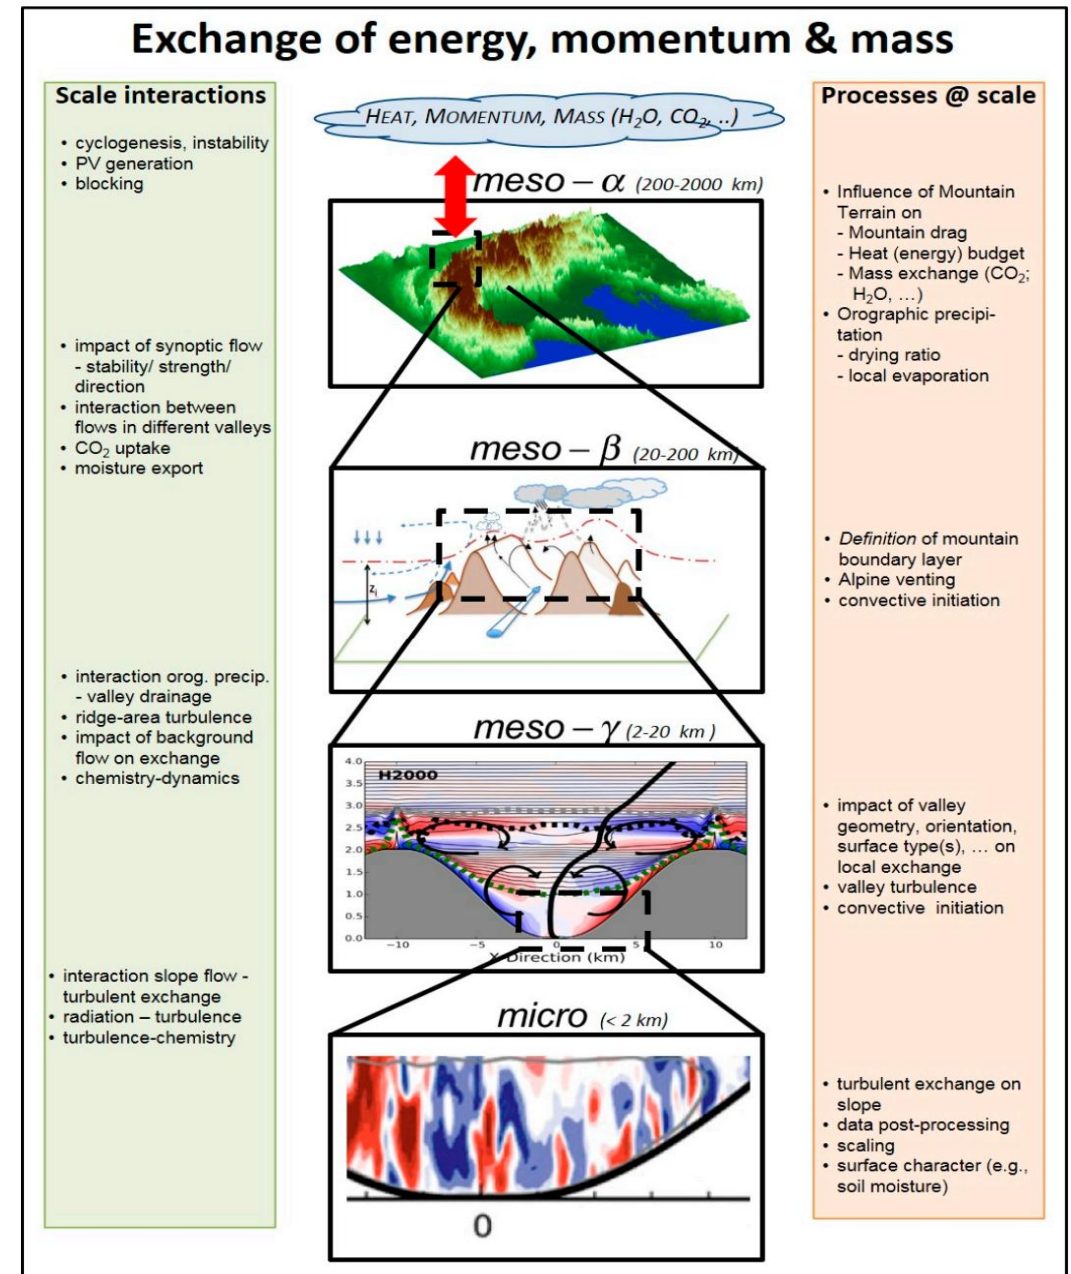 Exchange of energy, momentum & mass
Scale interactions
• cyclogenesis, instability
• PV generation
• blocking
• impact of synoptic flow
- stability/ strength/
direction
• interaction between
flows in different valleys
• CO₂ uptake
• moisture export
• interaction orog. precip.
- valley drainage
• ridge-area turbulence
• impact of background
flow on exchange
• chemistry-dynamics
• interaction slope flow -
turbulent exchange
• radiation – turbulence
• turbulence-chemistry
HEAT, MOMENTUM, MASS (H₂O, CO₂, ..)
meso – α (200-2000 km)
meso – β (20-200 km)
zᵢ
meso – γ (2-20 km )
H2000
4.0
3.5
3.0
2.5
2.0
1.5
1.0
0.5
0.0
−10 −5 0 5 10
X Direction (km)
micro (< 2 km)
0
Processes @ scale
• Influence of Mountain
Terrain on
- Mountain drag
- Heat (energy) budget
- Mass exchange (CO₂;
H₂O, …)
• Orographic precipi-
tation
- drying ratio
- local evaporation
• Definition of mountain
boundary layer
• Alpine venting
• convective initiation
• impact of valley
geometry, orientation,
surface type(s), … on
local exchange
• valley turbulence
• convective initiation
• turbulent exchange on
slope
• data post-processing
• scaling
• surface character (e.g.,
soil moisture)